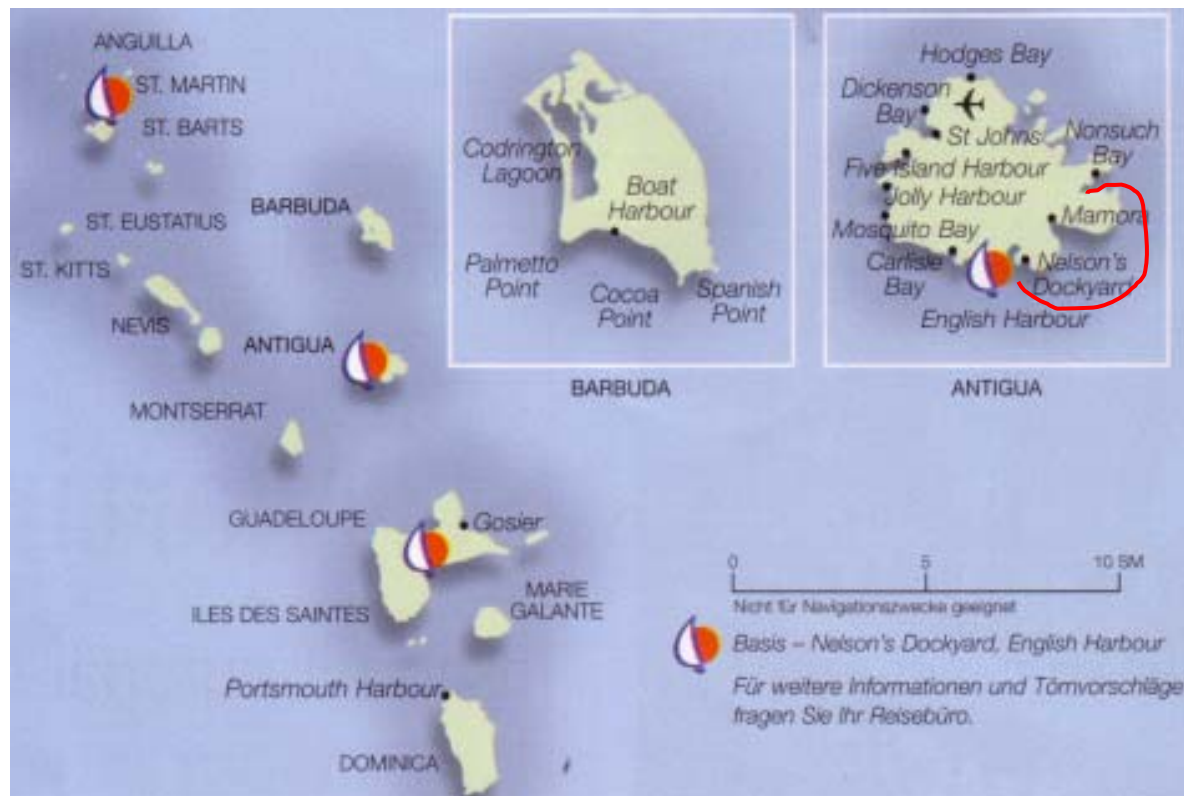 ANGUILLA
ST. MARTIN
ST. BARTS
ST. EUSTATIUS
BARBUDA
ST. KITTS
NEVIS
ANTIGUA
MONTSERRAT
GUADELOUPE
Gosier
MARIE
GALANTE
ILES DES SAINTES
Portsmouth Harbour
DOMINICA
Codrington
Lagoon
Boat
Harbour
Palmetto
Point
Cocoa
Point
Spanish
Point
BARBUDA
Hodges Bay
Dickenson
Bay
St Johns
Nonsuch
Bay
Five Island Harbour
Jolly Harbour
Mamora
Mosquito Bay
Carlisle
Bay
Nelson's
Dockyard
English Harbour
ANTIGUA
0 5 10 SM
Nicht für Navigationszwecke geeignet
Basis – Nelson's Dockyard, English Harbour
Für weitere Informationen und Törnvorschläge
fragen Sie Ihr Reisebüro.